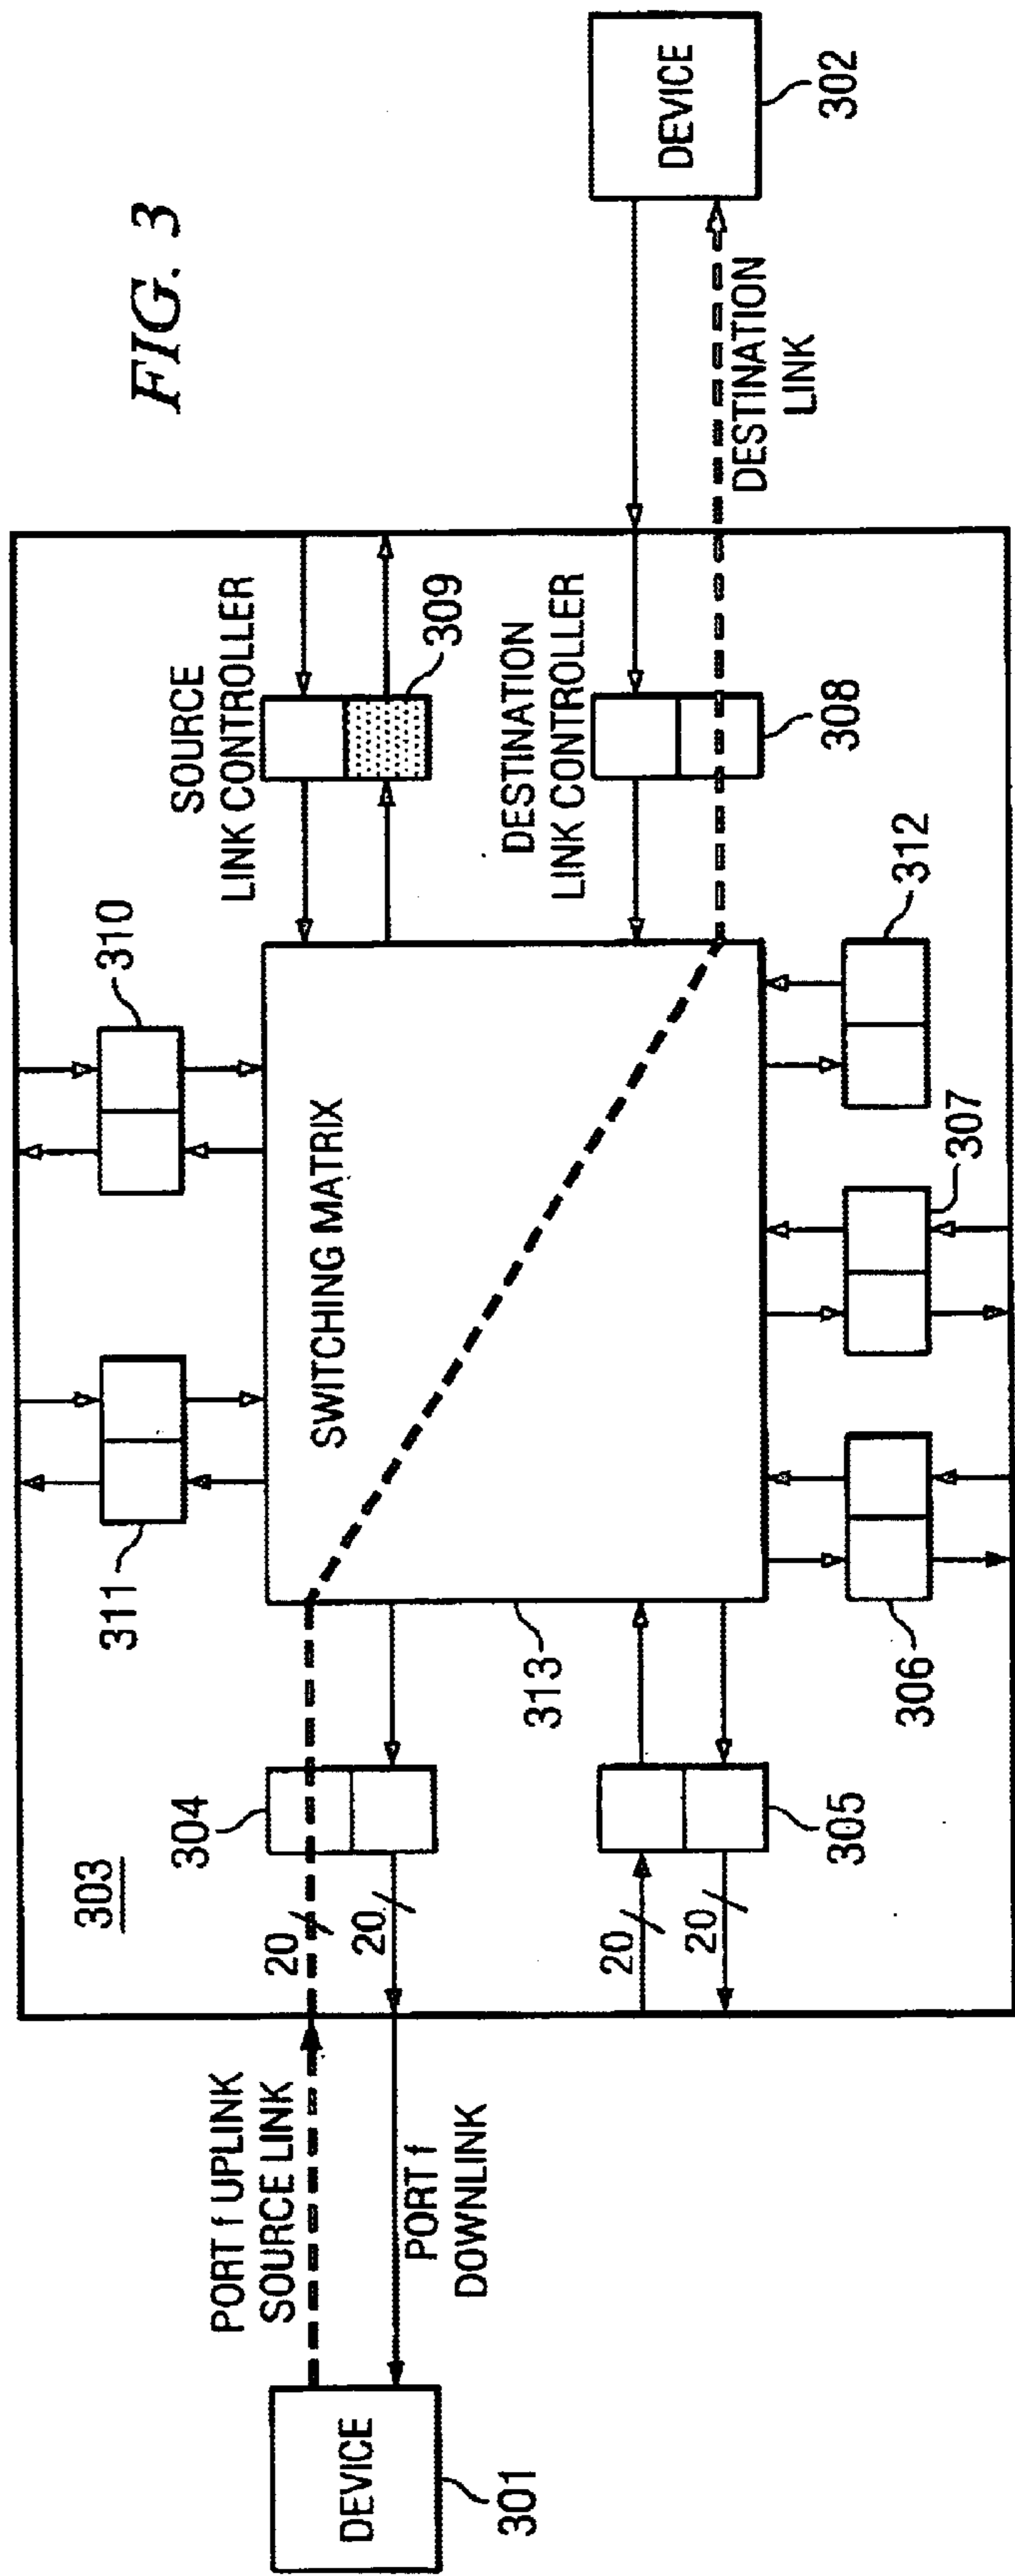 FIG. 3
303
311
310
304
20
20
PORT f UPLINK
SOURCE LINK
DEVICE
301
PORT f
DOWNLINK
305
20
20
SWITCHING MATRIX
313
SOURCE
LINK CONTROLLER
309
DESTINATION
LINK CONTROLLER
308
DEVICE
302
DESTINATION
LINK
306
307
312